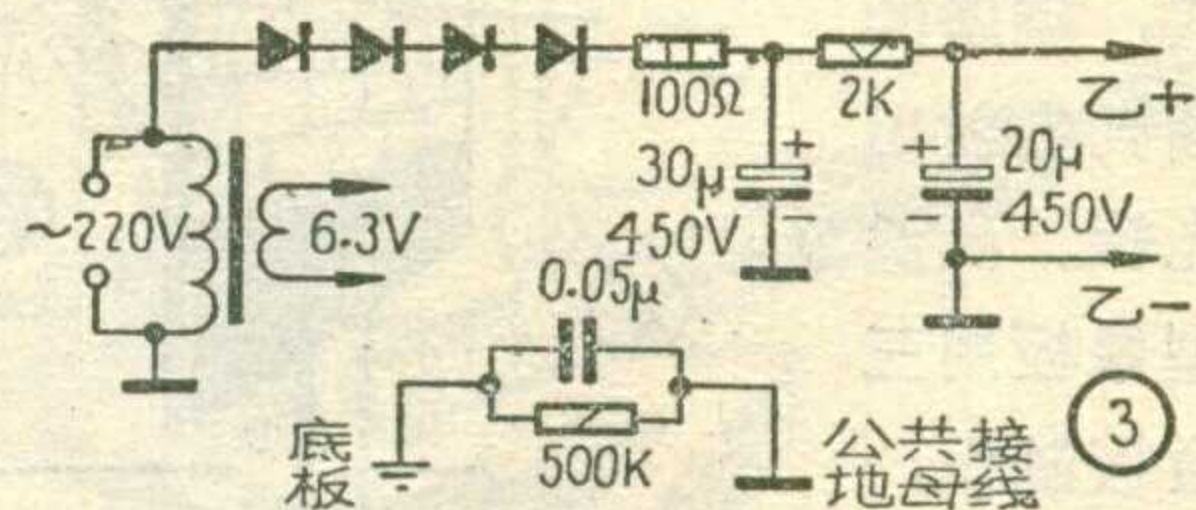 100Ω
2K
乙+
30μ
450V
+
−
+
−
20μ
450V
~220V
6.3V
乙−
0.05μ
500K
底板
公共接地母线
3